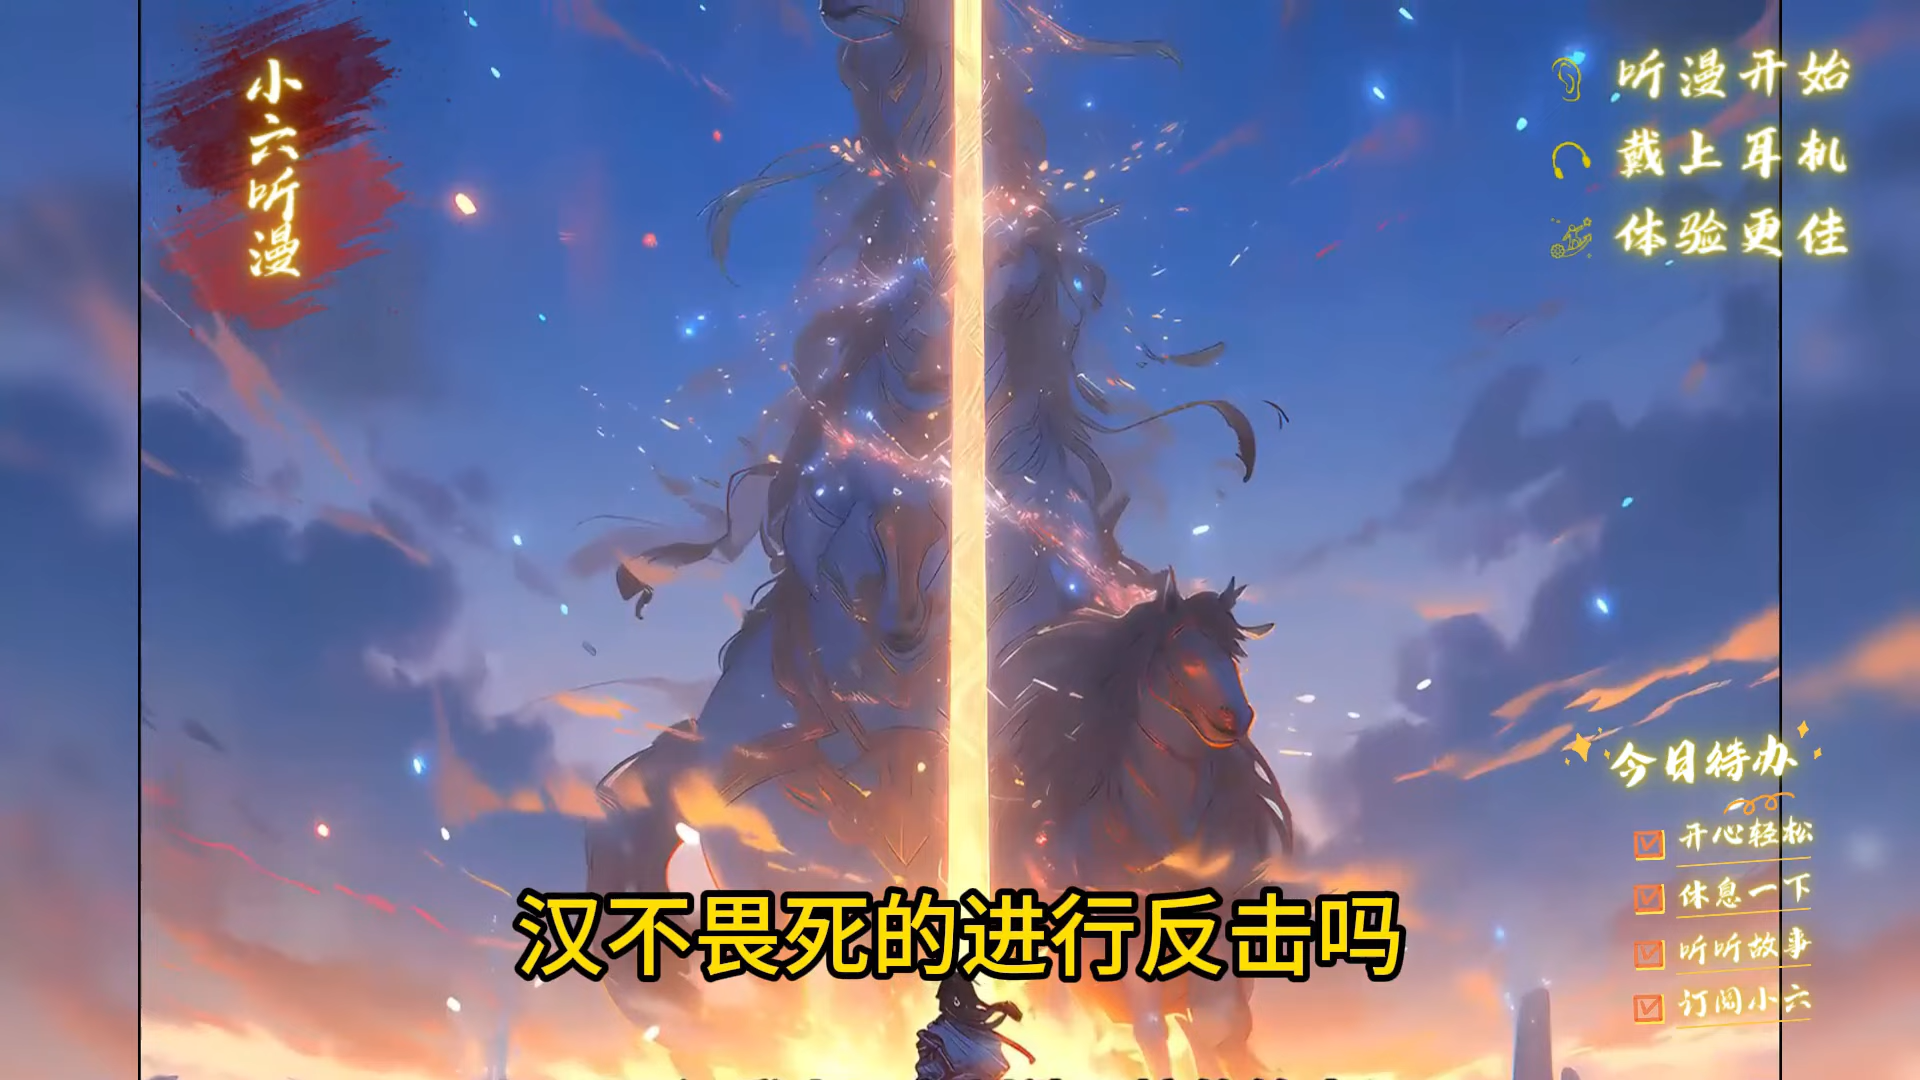 小六听漫
听漫开始
戴上耳机
体验更佳
今日待办
开心轻松
休息一下
听听故事
订阅小六
汉不畏死的进行反击吗